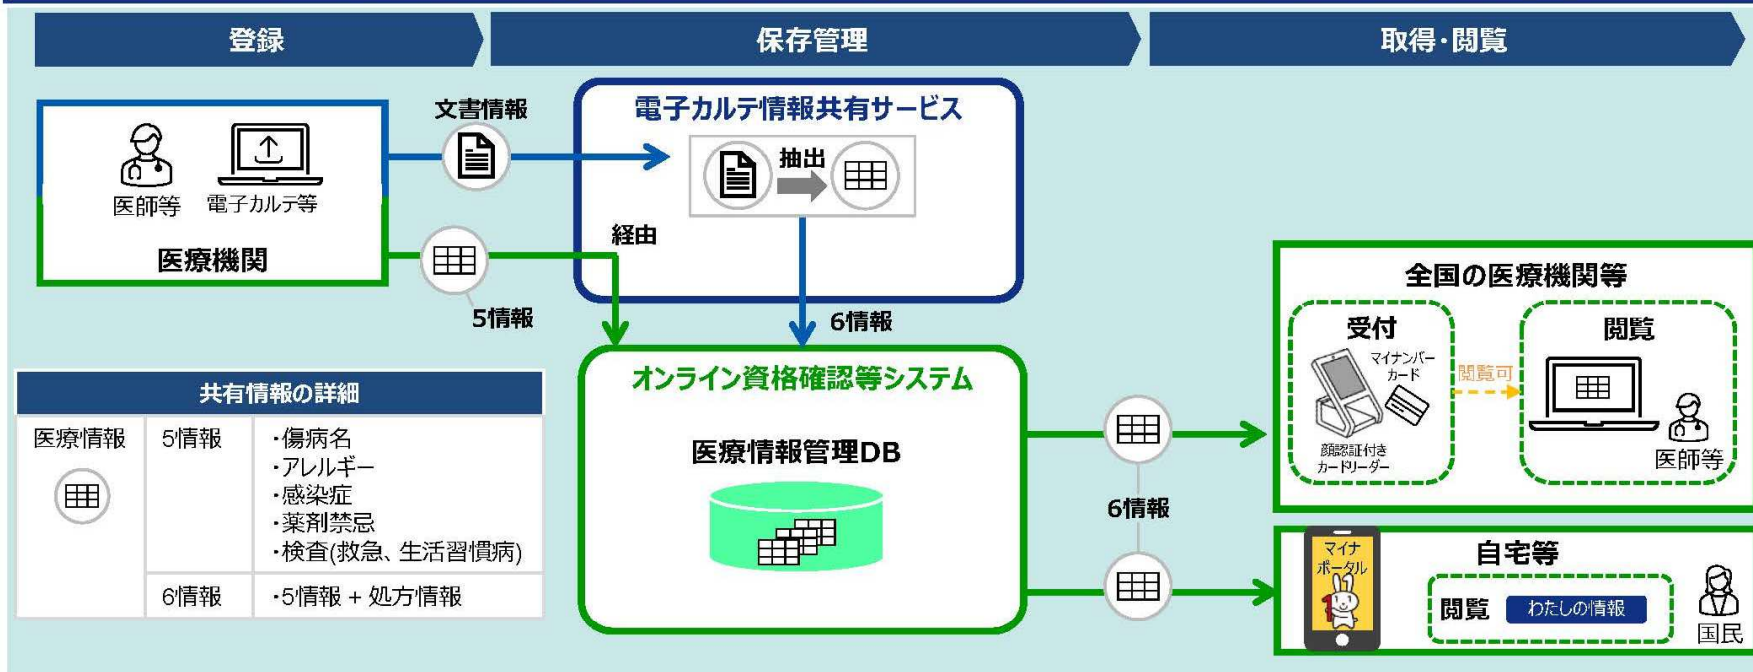 登録
保存管理
取得・閲覧
文書情報
電子カルテ情報共有サービス
抽出
医師等
電子カルテ等
医療機関
経由
5情報
6情報
共有情報の詳細
医療情報
5情報
・傷病名
・アレルギー
・感染症
・薬剤禁忌
・検査(救急、生活習慣病)
6情報
・5情報 + 処方情報
オンライン資格確認等システム
医療情報管理DB
6情報
全国の医療機関等
受付
マイナンバー
カード
顔認証付き
カードリーダー
閲覧可
閲覧
医師等
マイナ
ポータル
1
自宅等
閲覧
わたしの情報
国民